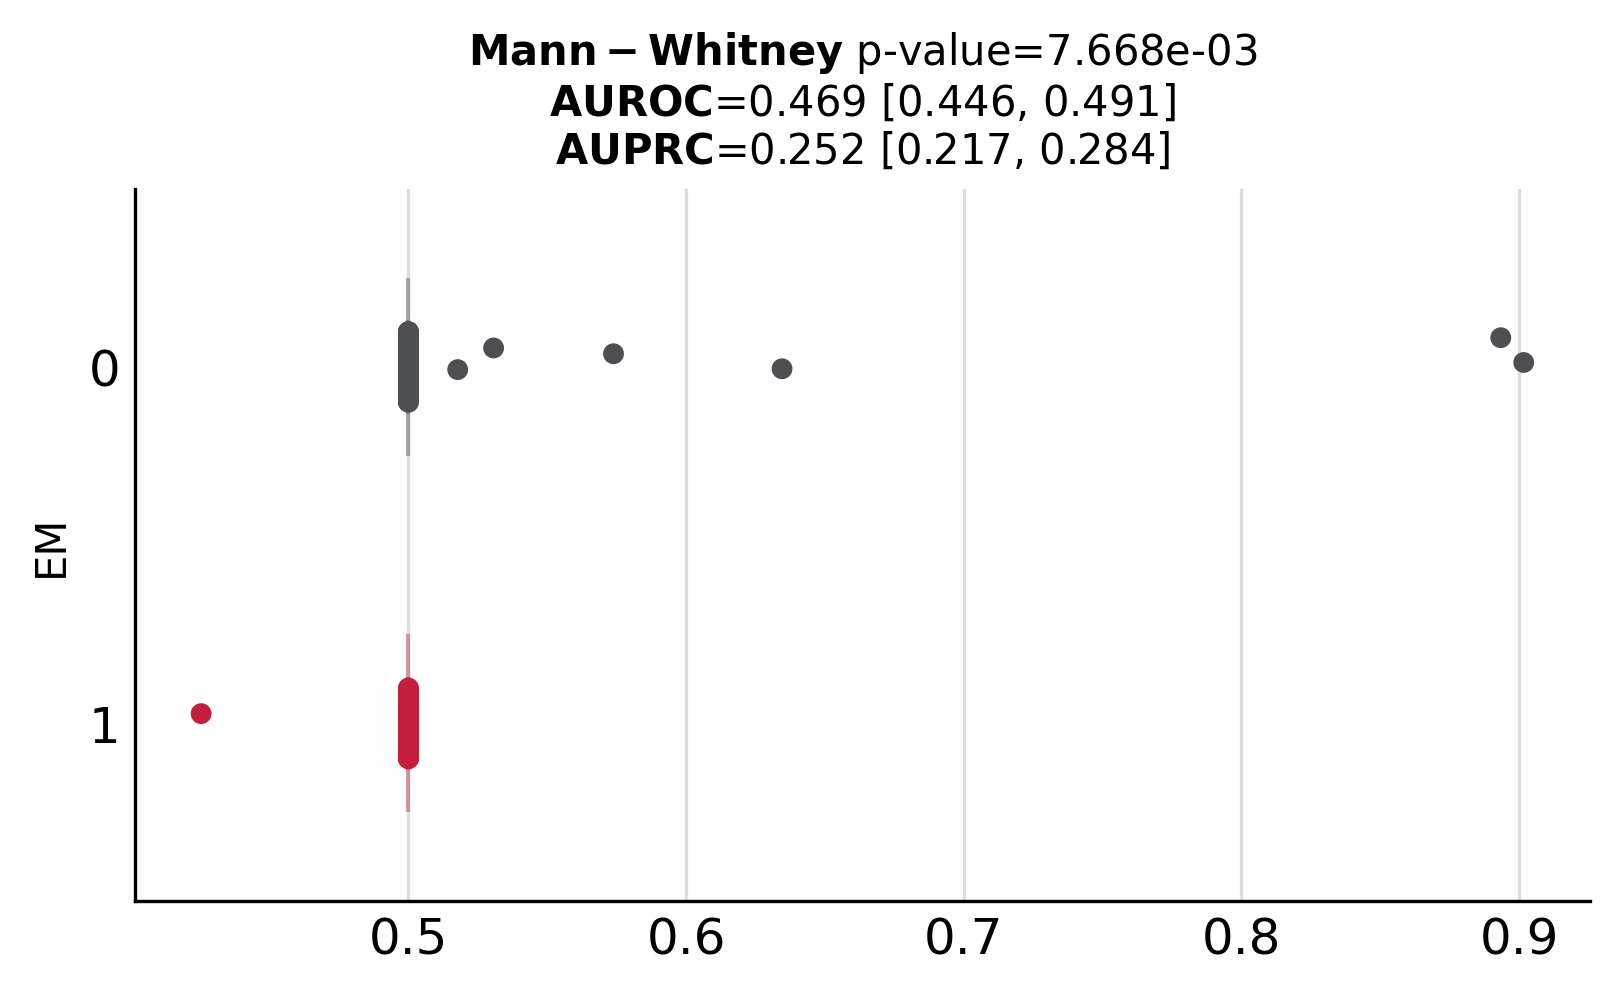 Mann − Whitney p-value=7.668e-03
AUROC=0.469 [0.446, 0.491]
AUPRC=0.252 [0.217, 0.284]
0
EM
1
0.5 0.6 0.7 0.8 0.9